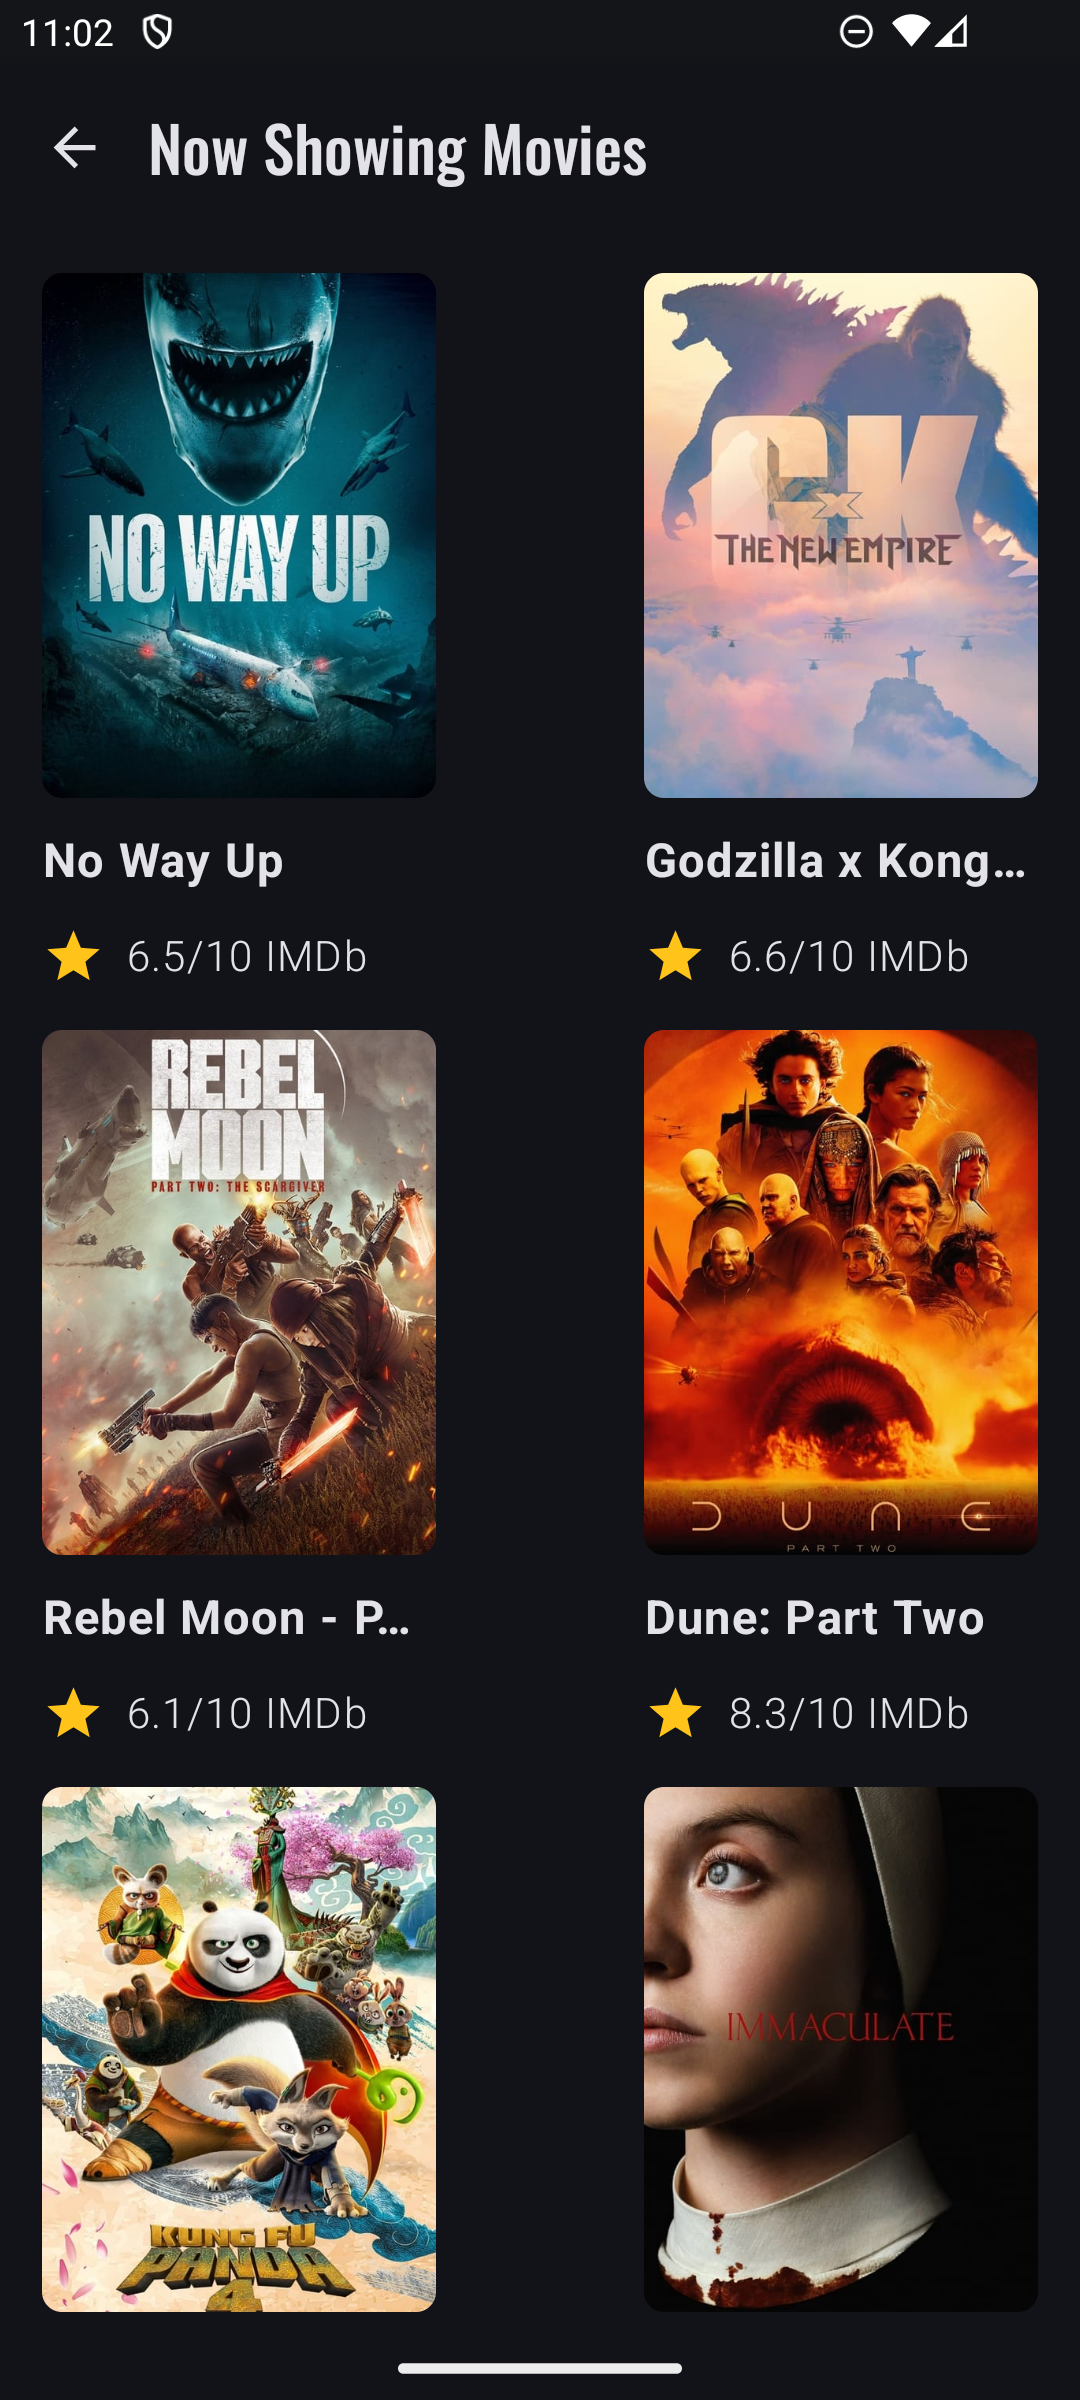 11:02
Now Showing Movies
NO WAY UP
GxK
THE NEW EMPIRE
No Way Up
Godzilla x Kong...
6.5/10 IMDb
6.6/10 IMDb
REBEL
MOON
PART TWO: THE SCARGIVER
DUNE
PART TWO
Rebel Moon - P...
Dune: Part Two
6.1/10 IMDb
8.3/10 IMDb
IMMACULATE
KUNG FU
PANDA
4